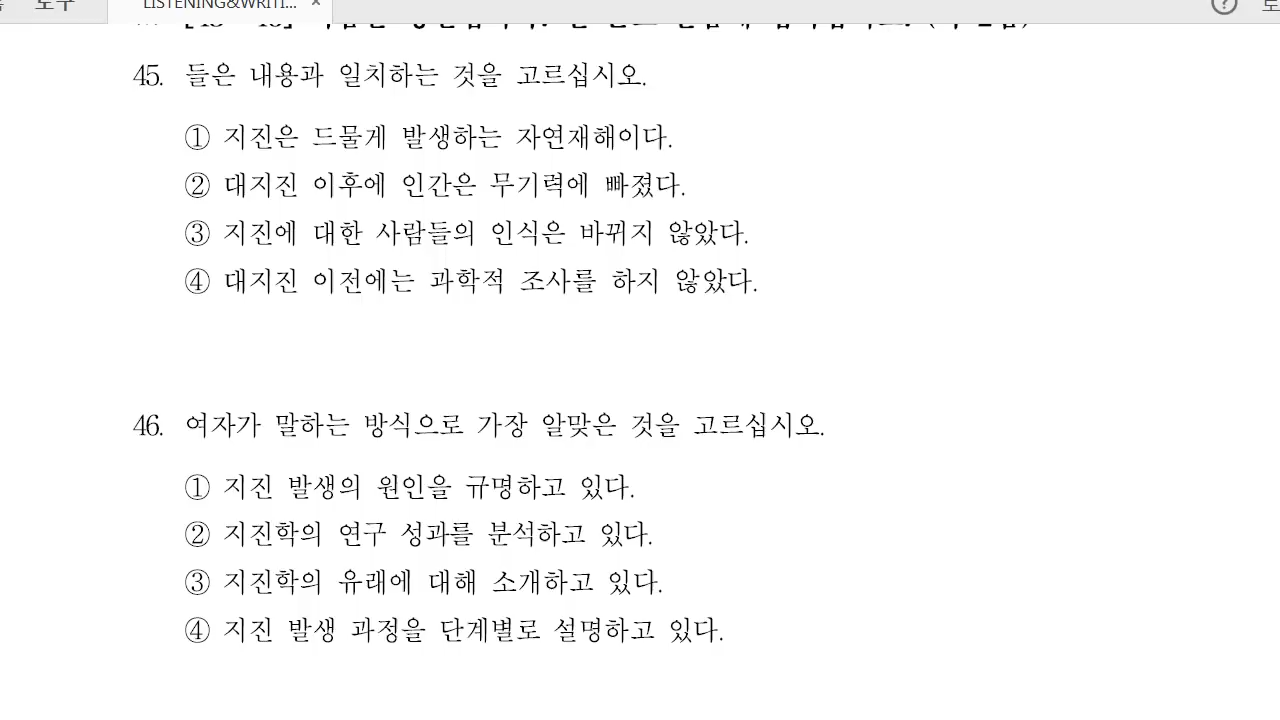 도구
LISTENING&WRITI... ×
?
45. 들은 내용과 일치하는 것을 고르십시오.
① 지진은 드물게 발생하는 자연재해이다.
② 대지진 이후에 인간은 무기력에 빠졌다.
③ 지진에 대한 사람들의 인식은 바뀌지 않았다.
④ 대지진 이전에는 과학적 조사를 하지 않았다.
46. 여자가 말하는 방식으로 가장 알맞은 것을 고르십시오.
① 지진 발생의 원인을 규명하고 있다.
② 지진학의 연구 성과를 분석하고 있다.
③ 지진학의 유래에 대해 소개하고 있다.
④ 지진 발생 과정을 단계별로 설명하고 있다.